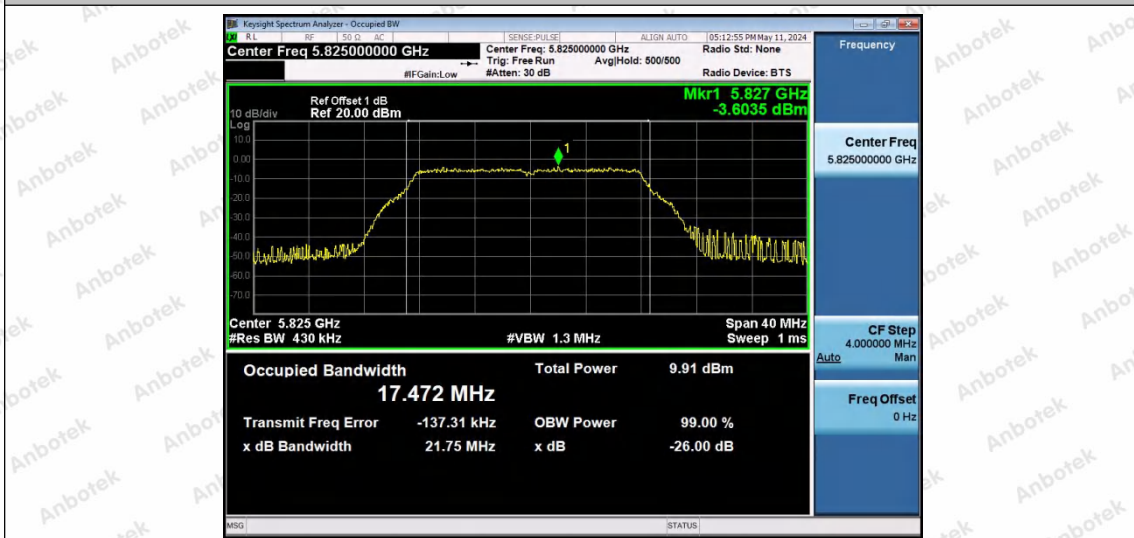 Keysight Spectrum Analyzer - Occupied BW
RL RF 50 Ω AC SENSE:PULSE ALIGN AUTO 05:12:55 PM May 11, 2024
Center Freq 5.825000000 GHz
Center Freq: 5.825000000 GHz Radio Std: None
Trig: Free Run Avg|Hold: 500/500
#IFGain:Low #Atten: 30 dB Radio Device: BTS
Frequency
Mkr1 5.827 GHz
-3.6035 dBm
Ref Offset 1 dB
10 dB/div Ref 20.00 dBm
Log
10.0
0.00
-10.0
-20.0
-30.0
-40.0
-50.0
-60.0
-70.0
1
Center Freq
5.825000000 GHz
Center 5.825 GHz Span 40 MHz
#Res BW 430 kHz #VBW 1.3 MHz Sweep 1 ms
CF Step
4.000000 MHz
Auto Man
Freq Offset
0 Hz
Occupied Bandwidth Total Power 9.91 dBm
17.472 MHz
Transmit Freq Error -137.31 kHz OBW Power 99.00 %
x dB Bandwidth 21.75 MHz x dB -26.00 dB
MSG STATUS
Anbotek